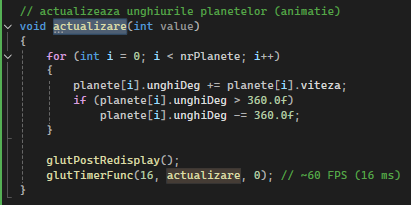 // actualizeaza unghiurile planetelor (animatie)
void actualizare(int value)
{
for (int i = 0; i < nrPlanete; i++)
{
planete[i].unghiDeg += planete[i].viteza;
if (planete[i].unghiDeg > 360.0f)
planete[i].unghiDeg -= 360.0f;
}
glutPostRedisplay();
glutTimerFunc(16, actualizare, 0); // ~60 FPS (16 ms)
}